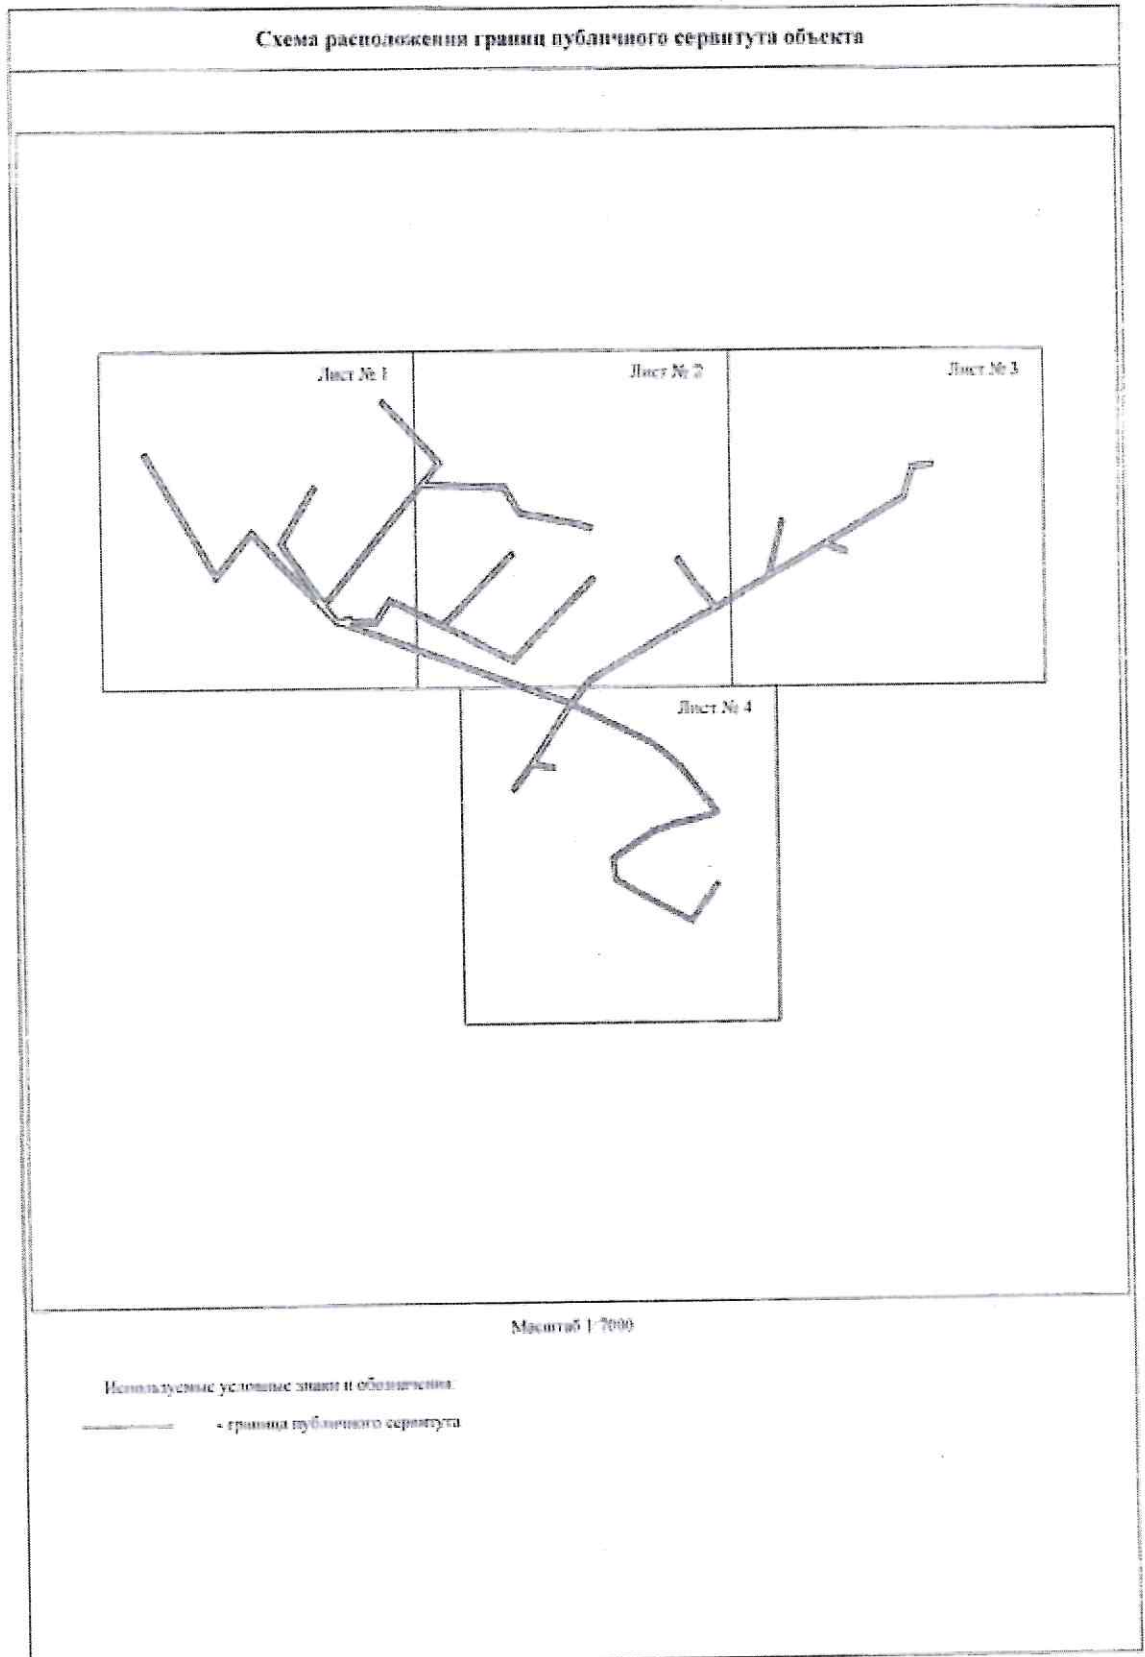 Схема расположения границ публичного сервитута объекта
Лист № 1
Лист № 2
Лист № 3
Лист № 4
Масштаб 1:7000
Используемые условные знаки и обозначения:
- граница публичного сервитута